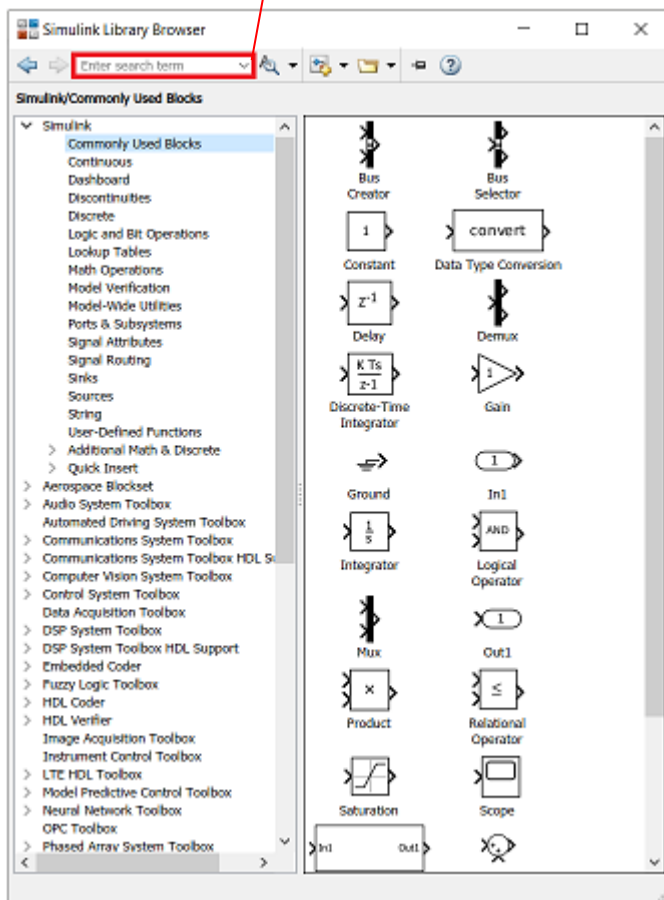 Simulink Library Browser
Enter search term
Simulink/Commonly Used Blocks
Simulink
Commonly Used Blocks
Continuous
Dashboard
Discontinuities
Discrete
Logic and Bit Operations
Lookup Tables
Math Operations
Model Verification
Model-Wide Utilities
Ports & Subsystems
Signal Attributes
Signal Routing
Sinks
Sources
String
User-Defined Functions
Additional Math & Discrete
Quick Insert
Aerospace Blockset
Audio System Toolbox
Automated Driving System Toolbox
Communications System Toolbox
Communications System Toolbox HDL Su
Computer Vision System Toolbox
Control System Toolbox
Data Acquisition Toolbox
DSP System Toolbox
DSP System Toolbox HDL Support
Embedded Coder
Fuzzy Logic Toolbox
HDL Coder
HDL Verifier
Image Acquisition Toolbox
Instrument Control Toolbox
LTE HDL Toolbox
Model Predictive Control Toolbox
Neural Network Toolbox
OPC Toolbox
Phased Array System Toolbox
Bus
Creator
Bus
Selector
1
Constant
convert
Data Type Conversion
z-1
Delay
Demux
K Ts
z-1
Discrete-Time
Integrator
1
Gain
Ground
1
In1
1
s
Integrator
AND
Logical
Operator
Mux
1
Out1
×
Product
≤
Relational
Operator
Saturation
Scope
In1 Out1